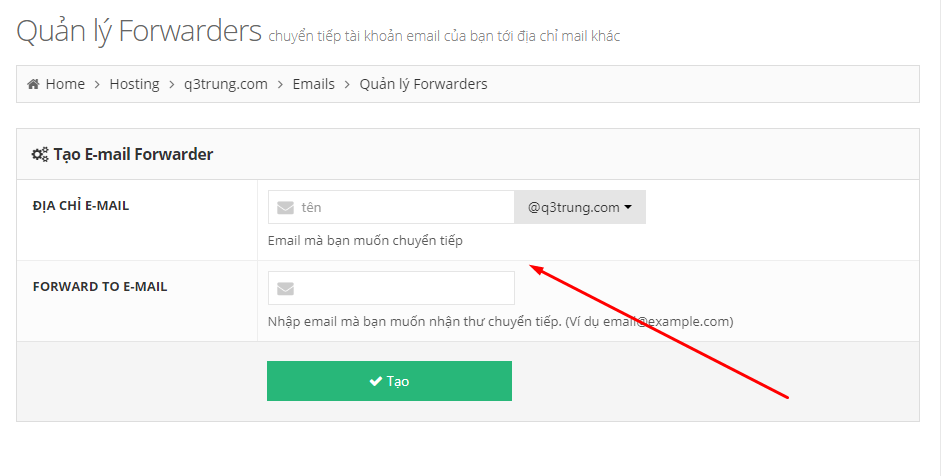 Quản lý Forwarders chuyển tiếp tài khoản email của bạn tới địa chỉ mail khác
Home > Hosting > q3trung.com > Emails > Quản lý Forwarders
Tạo E-mail Forwarder
ĐỊA CHỈ E-MAIL
tên @q3trung.com
Email mà bạn muốn chuyển tiếp
FORWARD TO E-MAIL
Nhập email mà bạn muốn nhận thư chuyển tiếp. (Ví dụ email@example.com)
Tạo